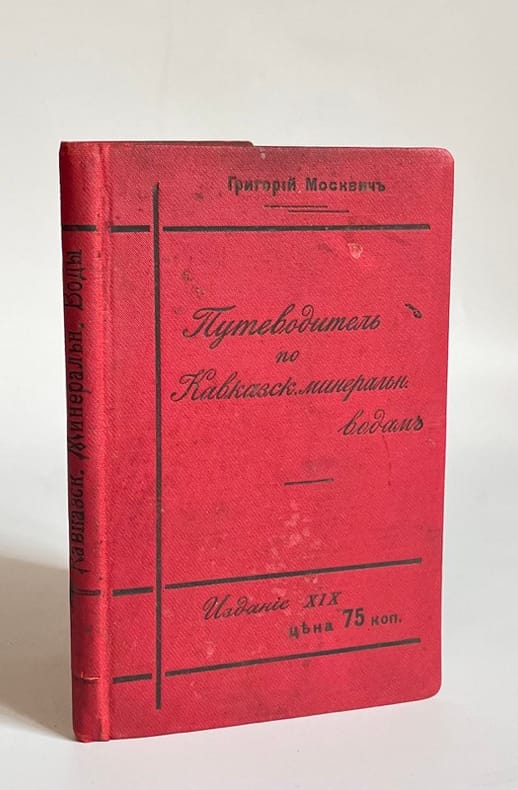 Григорій Москвичъ
Путеводитель
по
Кавказск. минеральн.
водамъ
Изданіе XIX
цѣна 75 коп.
Кавказск. Минеральн. Воды